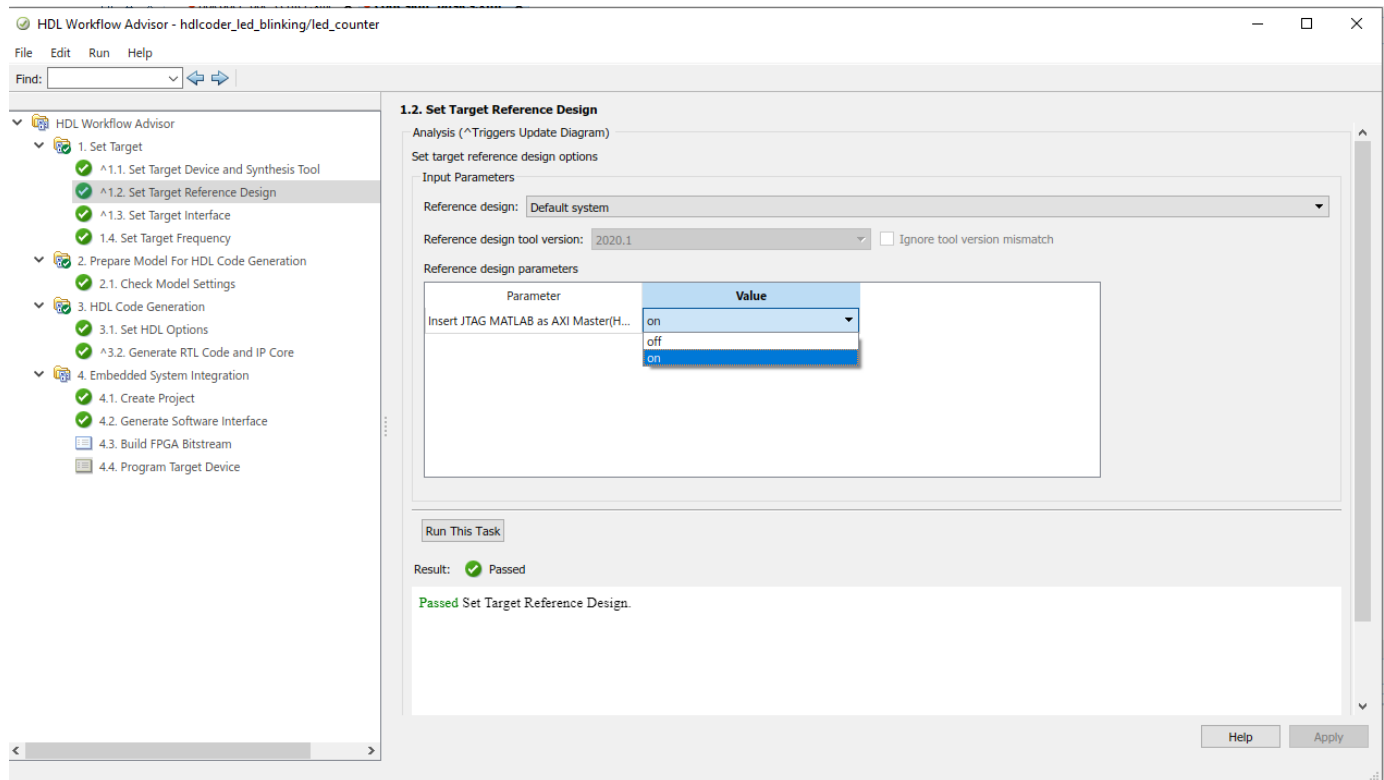 HDL Workflow Advisor - hdlcoder_led_blinking/led_counter
File Edit Run Help
Find:
HDL Workflow Advisor
1. Set Target
^1.1. Set Target Device and Synthesis Tool
^1.2. Set Target Reference Design
^1.3. Set Target Interface
1.4. Set Target Frequency
2. Prepare Model For HDL Code Generation
2.1. Check Model Settings
3. HDL Code Generation
3.1. Set HDL Options
^3.2. Generate RTL Code and IP Core
4. Embedded System Integration
4.1. Create Project
4.2. Generate Software Interface
4.3. Build FPGA Bitstream
4.4. Program Target Device
1.2. Set Target Reference Design
Analysis (^Triggers Update Diagram)
Set target reference design options
Input Parameters
Reference design: Default system
Reference design tool version: 2020.1 Ignore tool version mismatch
Reference design parameters
Parameter Value
Insert JTAG MATLAB as AXI Master(H... on
off
on
Run This Task
Result: Passed
Passed Set Target Reference Design.
Help Apply